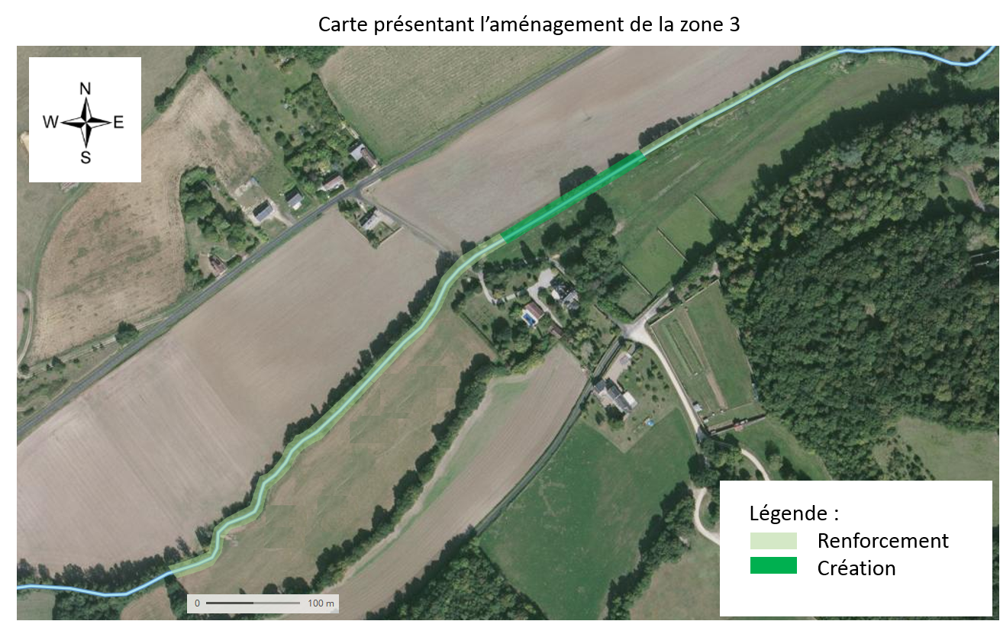 Carte présentant l’aménagement de la zone 3
N
W E
S
Légende :
Renforcement
Création
0 100 m